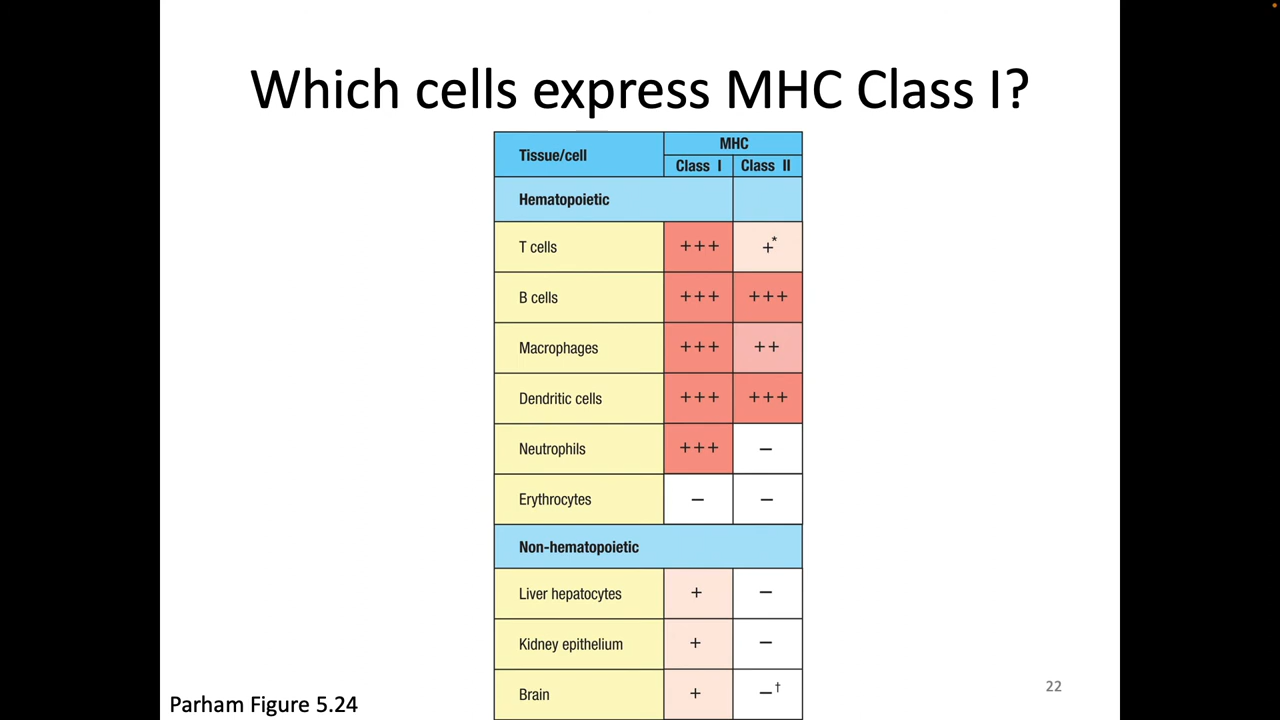 Which cells express MHC Class I?
Tissue/cell MHC
Class I Class II
Hematopoietic
T cells +++ +*
B cells +++ +++
Macrophages +++ ++
Dendritic cells +++ +++
Neutrophils +++ −
Erythrocytes − −
Non-hematopoietic
Liver hepatocytes + −
Kidney epithelium + −
Brain + −†
Parham Figure 5.24
22